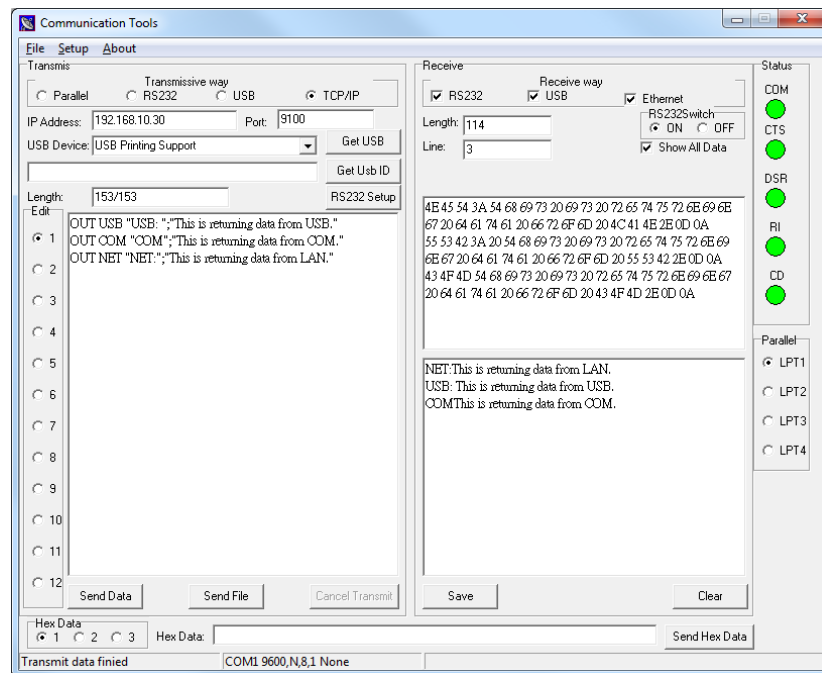 Communication Tools
File Setup About
Transmis
Transmissive way
Parallel RS232 USB TCP/IP
IP Address: 192.168.10.30 Port: 9100
USB Device: USB Printing Support Get USB
Get Usb ID
Length: 153/153 RS232 Setup
Edit
1
2
3
4
5
6
7
8
9
10
11
12
OUT USB "USB: ";"This is returning data from USB."
OUT COM "COM";"This is returning data from COM."
OUT NET "NET:";"This is returning data from LAN."
Send Data Send File Cancel Transmit
Receive
Receive way
RS232 USB Ethernet
Length: 114
RS232Switch
ON OFF
Line: 3 Show All Data
4E 45 54 3A 54 68 69 73 20 69 73 20 72 65 74 75 72 6E 69 6E
67 20 64 61 74 61 20 66 72 6F 6D 20 4C 41 4E 2E 0D 0A
55 53 42 3A 20 54 68 69 73 20 69 73 20 72 65 74 75 72 6E 69
6E 67 20 64 61 74 61 20 66 72 6F 6D 20 55 53 42 2E 0D 0A
43 4F 4D 54 68 69 73 20 69 73 20 72 65 74 75 72 6E 69 6E 67
20 64 61 74 61 20 66 72 6F 6D 20 43 4F 4D 2E 0D 0A
NET:This is returning data from LAN.
USB: This is returning data from USB.
COMThis is returning data from COM.
Save Clear
Status
COM
CTS
DSR
RI
CD
Parallel
LPT1
LPT2
LPT3
LPT4
Hex Data
1 2 3 Hex Data: Send Hex Data
Transmit data finied COM1 9600,N,8,1 None